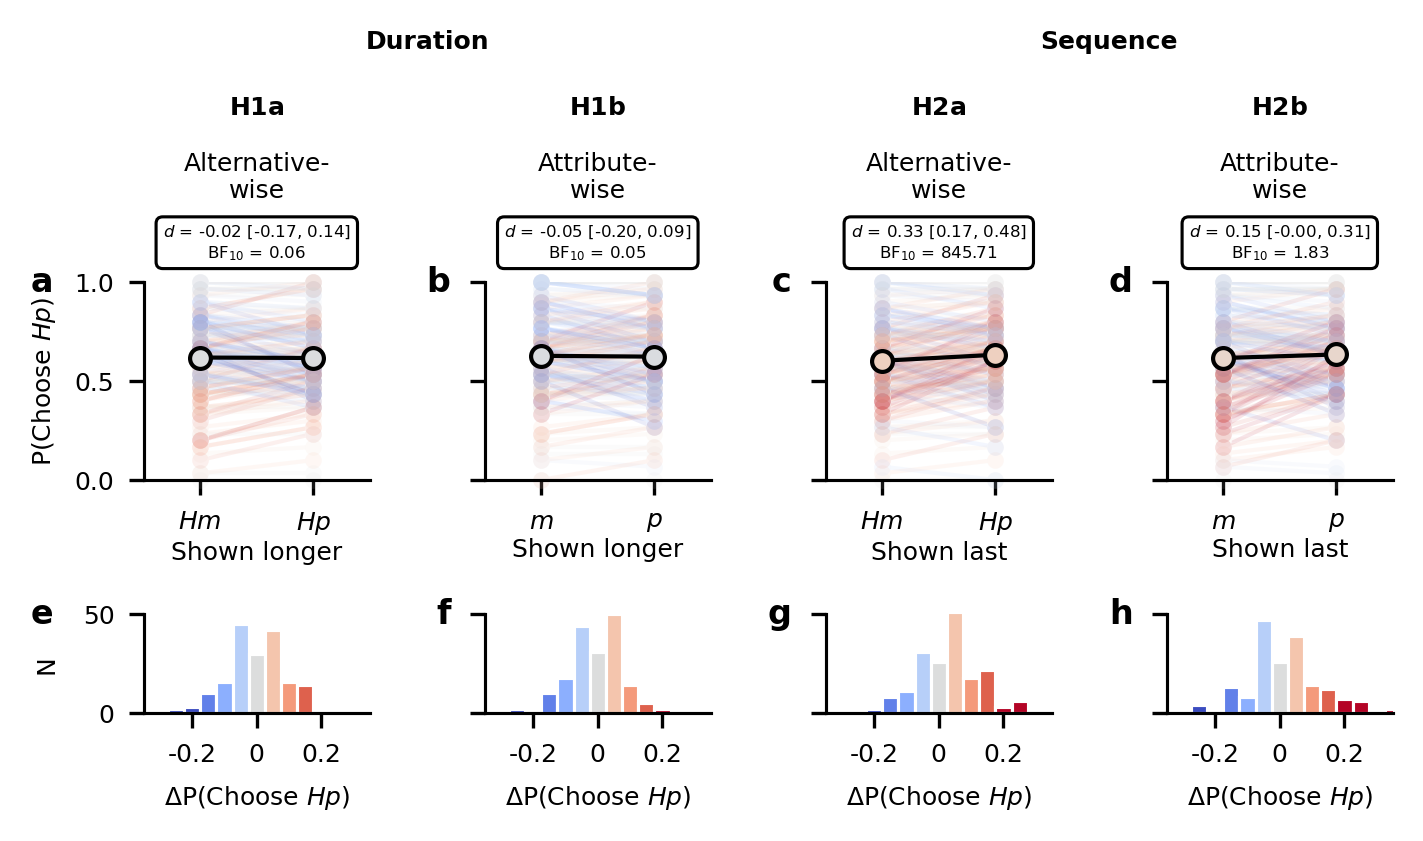 Duration
Sequence
H1a
H1b
H2a
H2b
Alternative-
wise
Attribute-
wise
Alternative-
wise
Attribute-
wise
d = -0.02 [-0.17, 0.14]
BF10 = 0.06
d = -0.05 [-0.20, 0.09]
BF10 = 0.05
d = 0.33 [0.17, 0.48]
BF10 = 845.71
d = 0.15 [-0.00, 0.31]
BF10 = 1.83
a
b
c
d
P(Choose Hp)
1.0
0.5
0.0
Hm Hp
Shown longer
m p
Shown longer
Hm Hp
Shown last
m p
Shown last
e
f
g
h
N
50
0
-0.2 0 0.2
-0.2 0 0.2
-0.2 0 0.2
-0.2 0 0.2
ΔP(Choose Hp)
ΔP(Choose Hp)
ΔP(Choose Hp)
ΔP(Choose Hp)